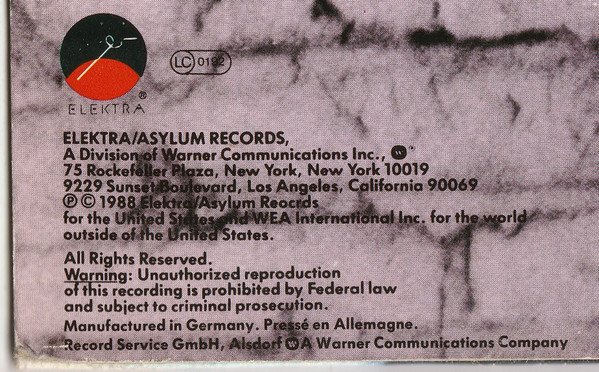 LC 0192
ELEKTRA ®
ELEKTRA/ASYLUM RECORDS,
A Division of Warner Communications Inc.,
75 Rockefeller Plaza, New York, New York 10019
9229 Sunset Boulevard, Los Angeles, California 90069
℗ © 1988 Elektra/Asylum Reocrds
for the United States and WEA International Inc. for the world
outside of the United States.
All Rights Reserved.
Warning: Unauthorized reproduction
of this recording is prohibited by Federal law
and subject to criminal prosecution.
Manufactured in Germany. Pressé en Allemagne.
Record Service GmbH, Alsdorf A Warner Communications Company